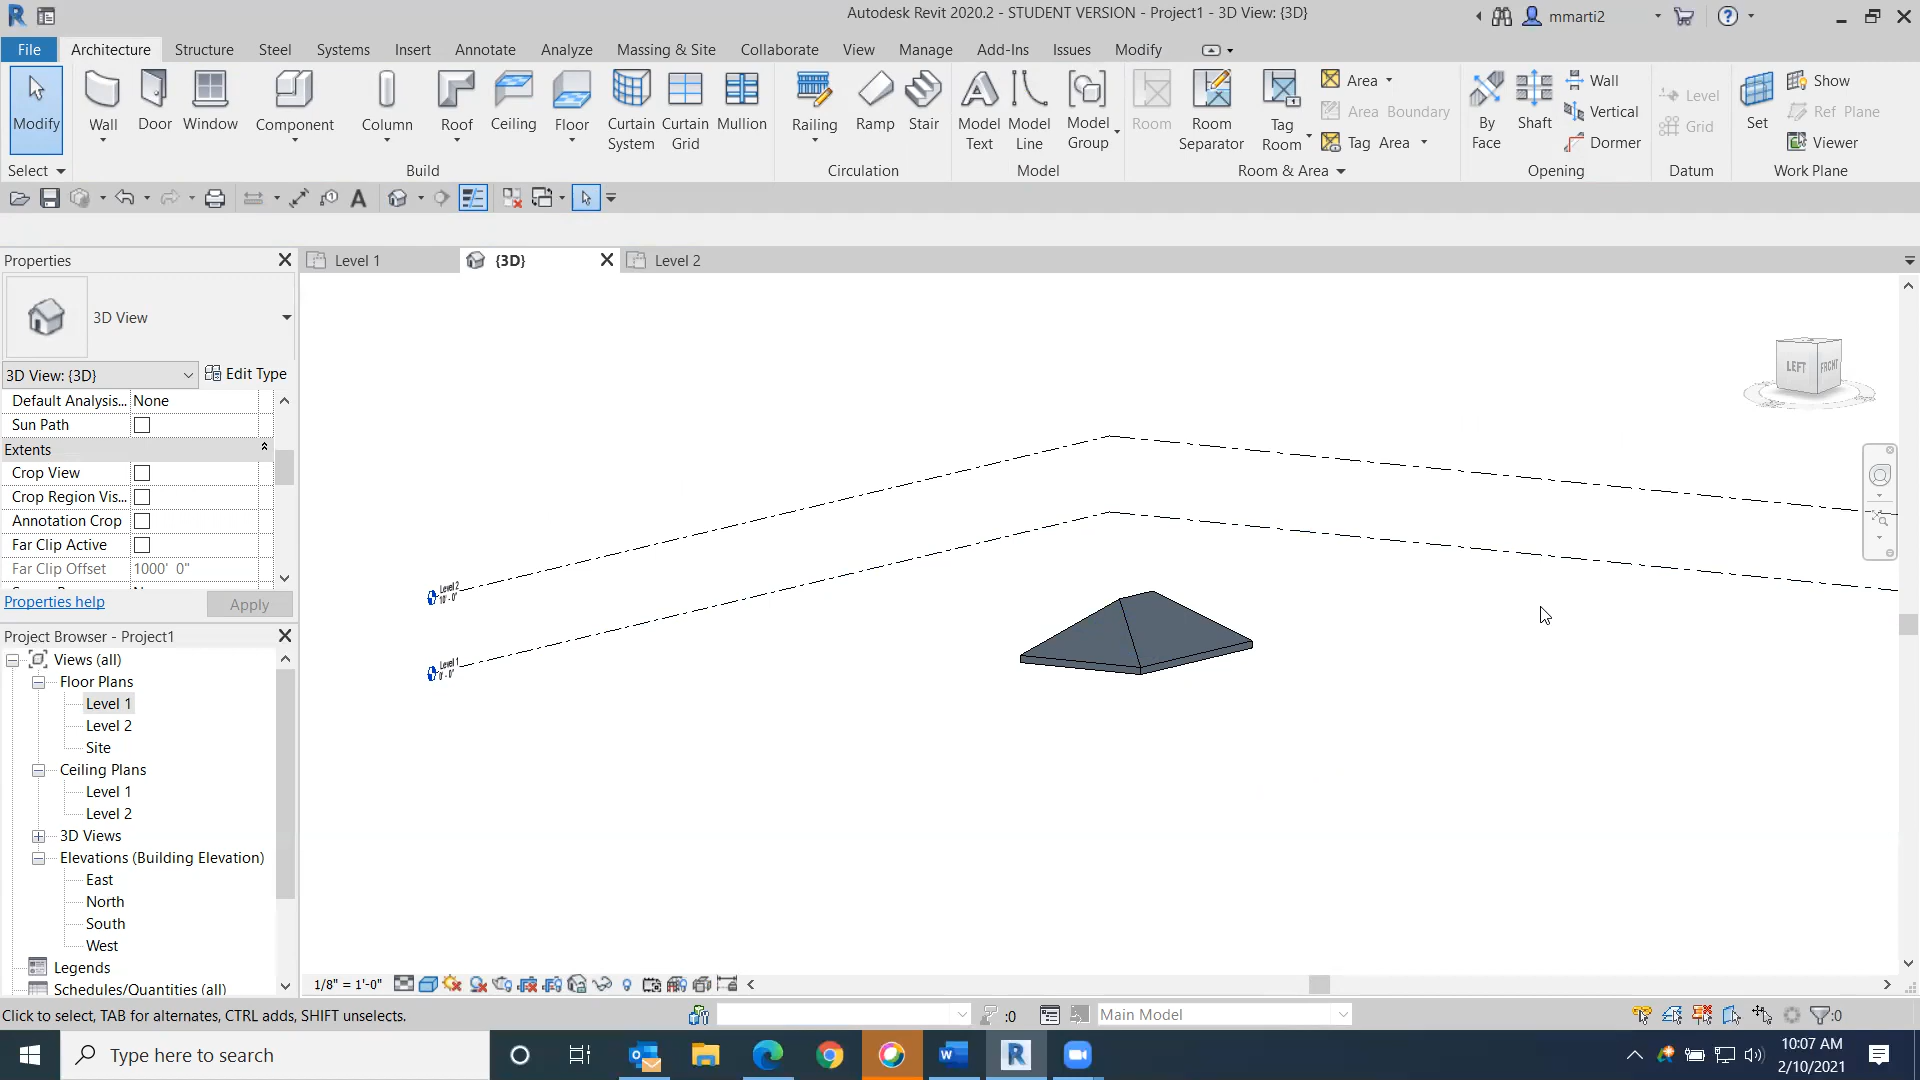 Autodesk Revit 2020.2 - STUDENT VERSION - Project1 - 3D View: {3D}
mmarti2
File Architecture Structure Steel Systems Insert Annotate Analyze Massing & Site Collaborate View Manage Add-Ins Issues Modify
Modify Wall Door Window Component Column Roof Ceiling Floor Curtain System Curtain Grid Mullion Railing Ramp Stair Model Text Model Line Model Group Room Room Separator Tag Room Area Area Boundary Tag Area By Face Shaft Wall Vertical Dormer Level Grid Set Show Ref Plane Viewer
Select Build Circulation Model Room & Area Opening Datum Work Plane
Properties
Level 1 {3D} Level 2
3D View
3D View: {3D} Edit Type
Default Analysis... None
Sun Path
Extents
Crop View
Crop Region Vis...
Annotation Crop
Far Clip Active
Far Clip Offset 1000' 0"
Properties help Apply
Project Browser - Project1
Views (all)
Floor Plans
Level 1
Level 2
Site
Ceiling Plans
Level 1
Level 2
3D Views
Elevations (Building Elevation)
East
North
South
West
Legends
Schedules/Quantities (all)
Level 2
10' - 0"
Level 1
0' - 0"
LEFT FRONT
1/8" = 1'-0"
Click to select, TAB for alternates, CTRL adds, SHIFT unselects.
:0
Main Model
:0
Type here to search
10:07 AM
2/10/2021